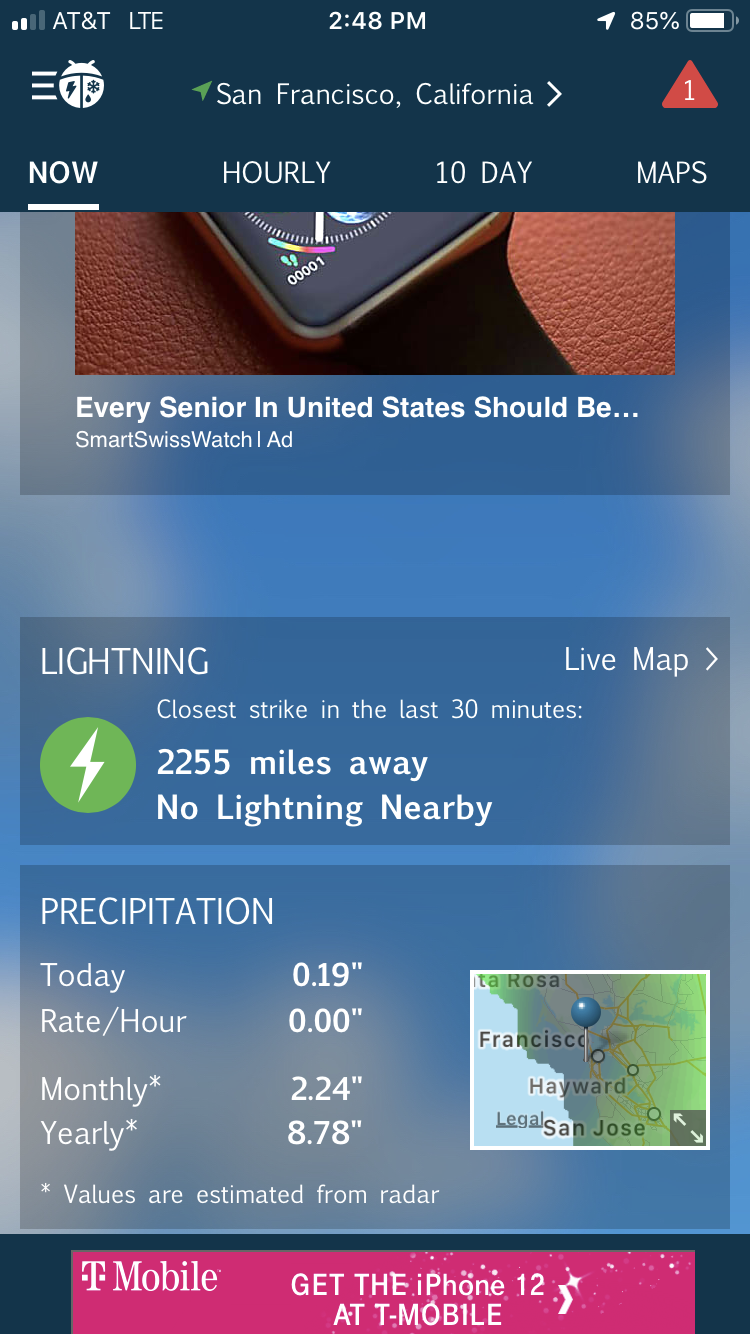 AT&T LTE 2:48 PM 85%
San Francisco, California 1
NOW HOURLY 10 DAY MAPS
00001
Every Senior In United States Should Be...
SmartSwissWatch | Ad
LIGHTNING Live Map
Closest strike in the last 30 minutes:
2255 miles away
No Lightning Nearby
PRECIPITATION
Today 0.19"
Rate/Hour 0.00"
Monthly* 2.24"
Yearly* 8.78"
* Values are estimated from radar
ta Rosa
Francisco
Hayward
Legal
San Jose
T Mobile
GET THE iPhone 12
AT T-MOBILE